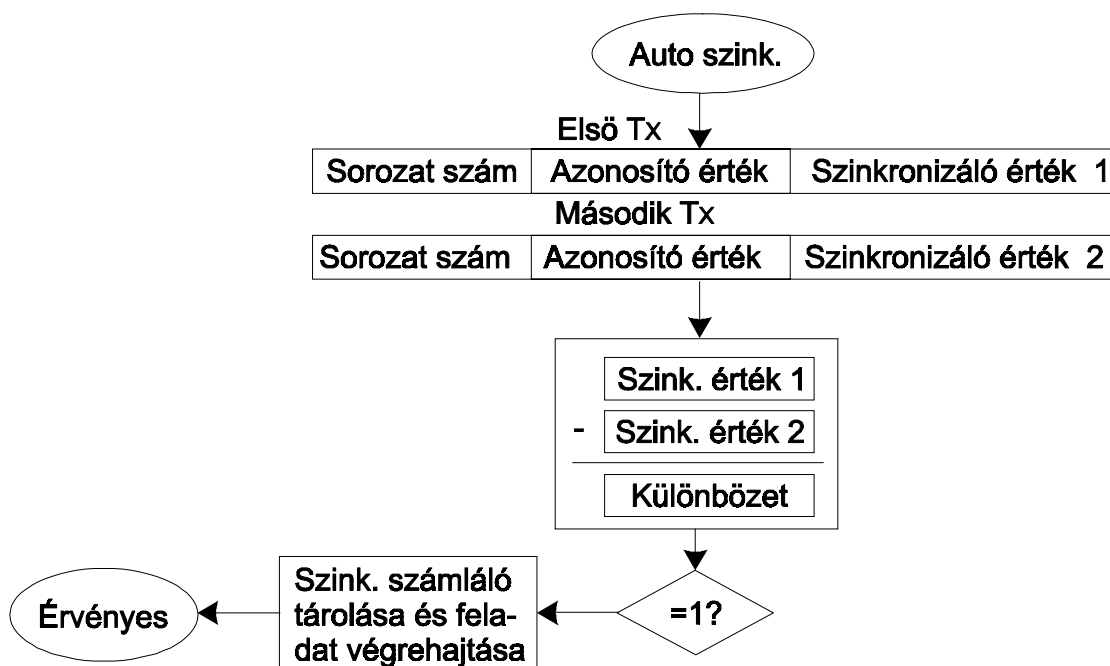 Auto szink.
Elsö Tx
Sorozat szám Azonosító érték Szinkronizáló érték 1
Második Tx
Sorozat szám Azonosító érték Szinkronizáló érték 2
Szink. érték 1
- Szink. érték 2
Különbözet
=1?
Szink. számláló
tárolása és fela-
dat végrehajtása
Érvényes